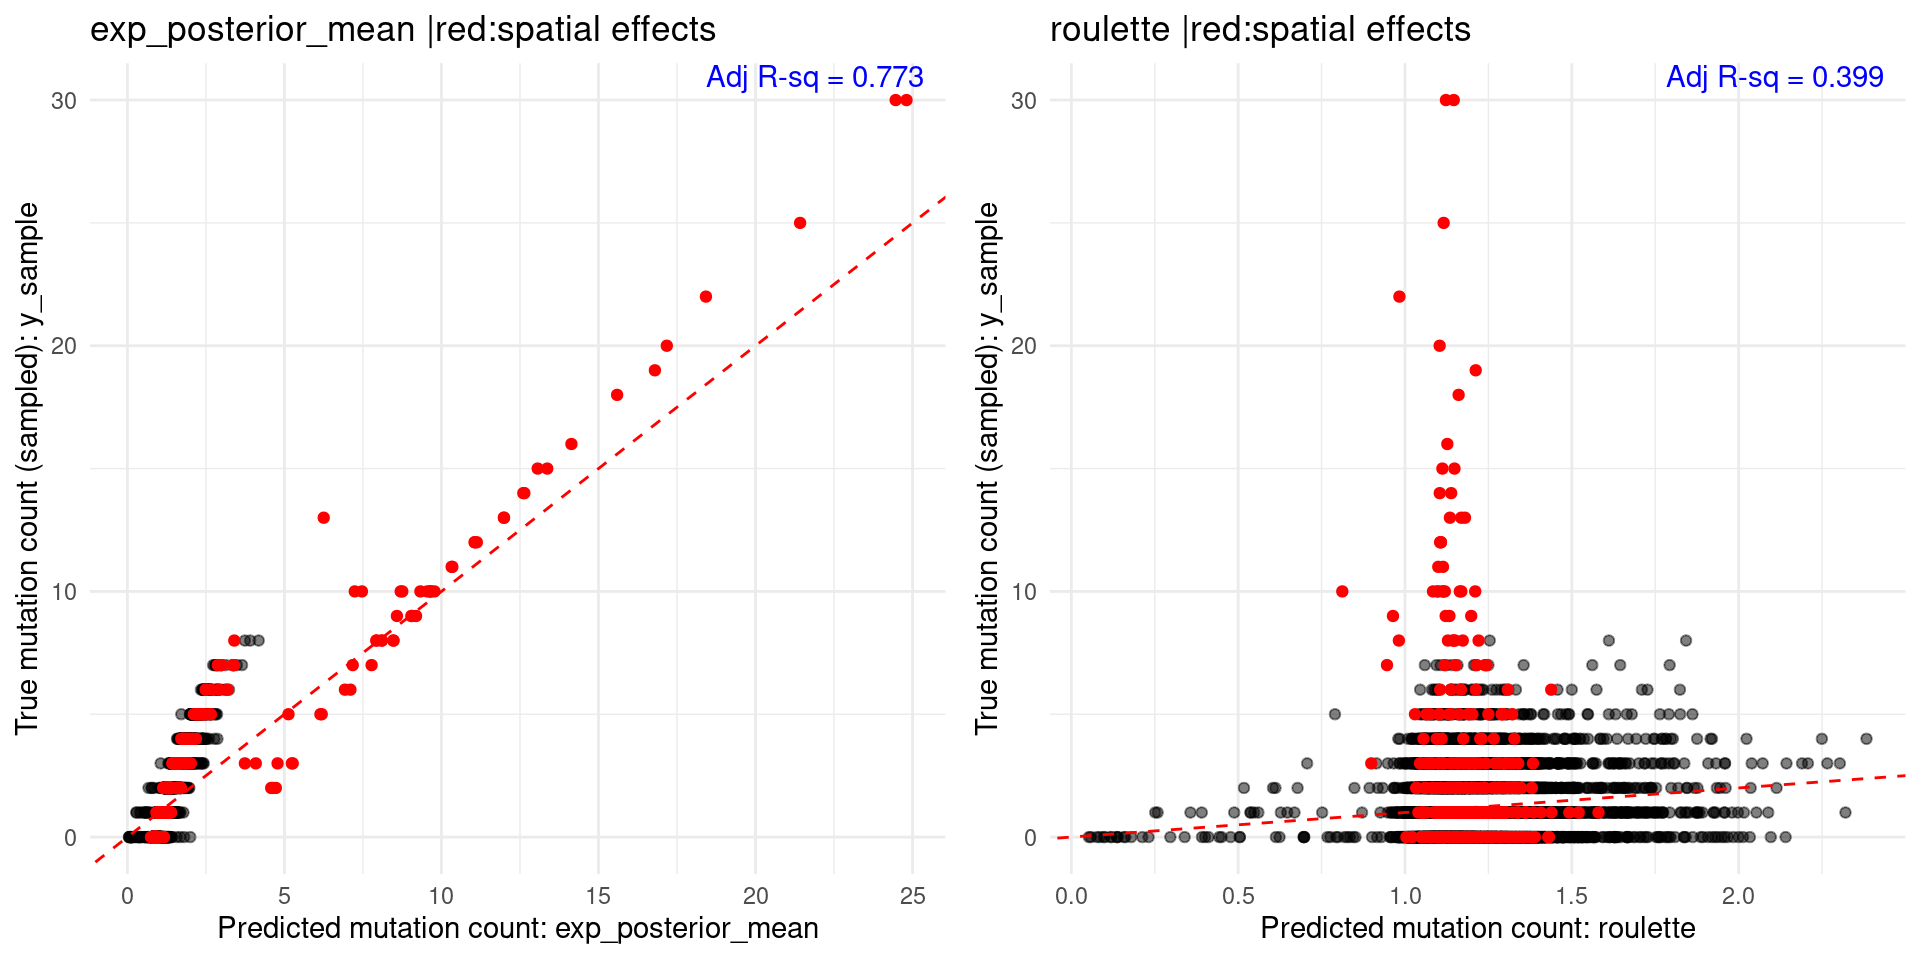 exp_posterior_mean |red:spatial effects
Adj R-sq = 0.773
30
20
10
0
True mutation count (sampled): y_sample
0
5
10
15
20
25
Predicted mutation count: exp_posterior_mean
roulette |red:spatial effects
Adj R-sq = 0.399
30
20
10
0
True mutation count (sampled): y_sample
0.0
0.5
1.0
1.5
2.0
Predicted mutation count: roulette